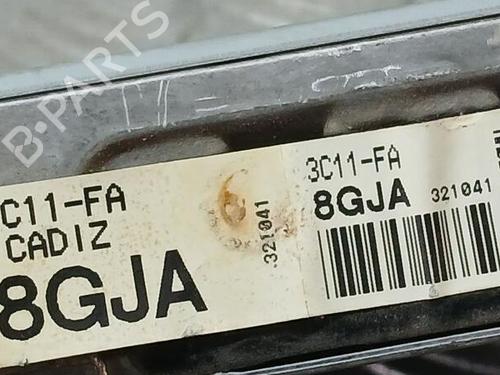 B-PARTS
C11-FA
CADIZ
8GJA
321041
3C11-FA
8GJA 321041